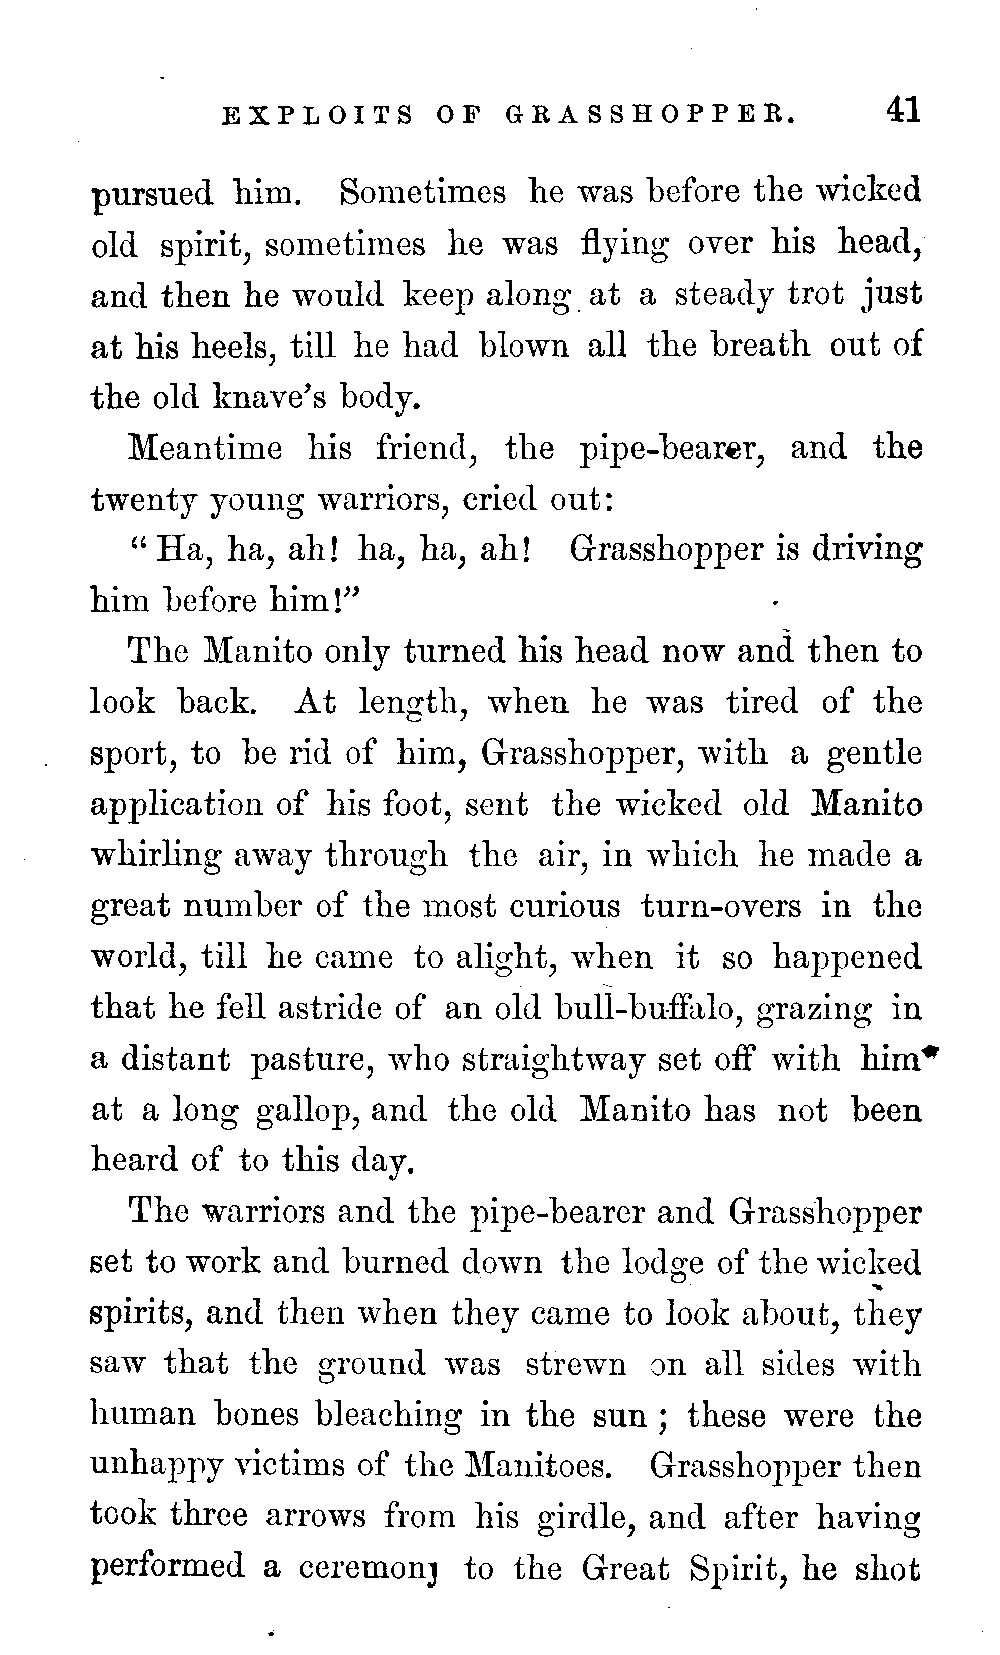 EXPLOITS OF GRASSHOPPER. 41
pursued him. Sometimes he was before the wicked
old spirit, sometimes he was flying over his head,
and then he would keep along at a steady trot just
at his heels, till he had blown all the breath out of
the old knave's body.
Meantime his friend, the pipe-bearer, and the
twenty young warriors, cried out:
"Ha, ha, ah! ha, ha, ah! Grasshopper is driving
him before him!"
The Manito only turned his head now and then to
look back. At length, when he was tired of the
sport, to be rid of him, Grasshopper, with a gentle
application of his foot, sent the wicked old Manito
whirling away through the air, in which he made a
great number of the most curious turn-overs in the
world, till he came to alight, when it so happened
that he fell astride of an old bull-buffalo, grazing in
a distant pasture, who straightway set off with him
at a long gallop, and the old Manito has not been
heard of to this day.
The warriors and the pipe-bearer and Grasshopper
set to work and burned down the lodge of the wicked
spirits, and then when they came to look about, they
saw that the ground was strewn on all sides with
human bones bleaching in the sun; these were the
unhappy victims of the Manitoes. Grasshopper then
took three arrows from his girdle, and after having
performed a ceremony to the Great Spirit, he shot